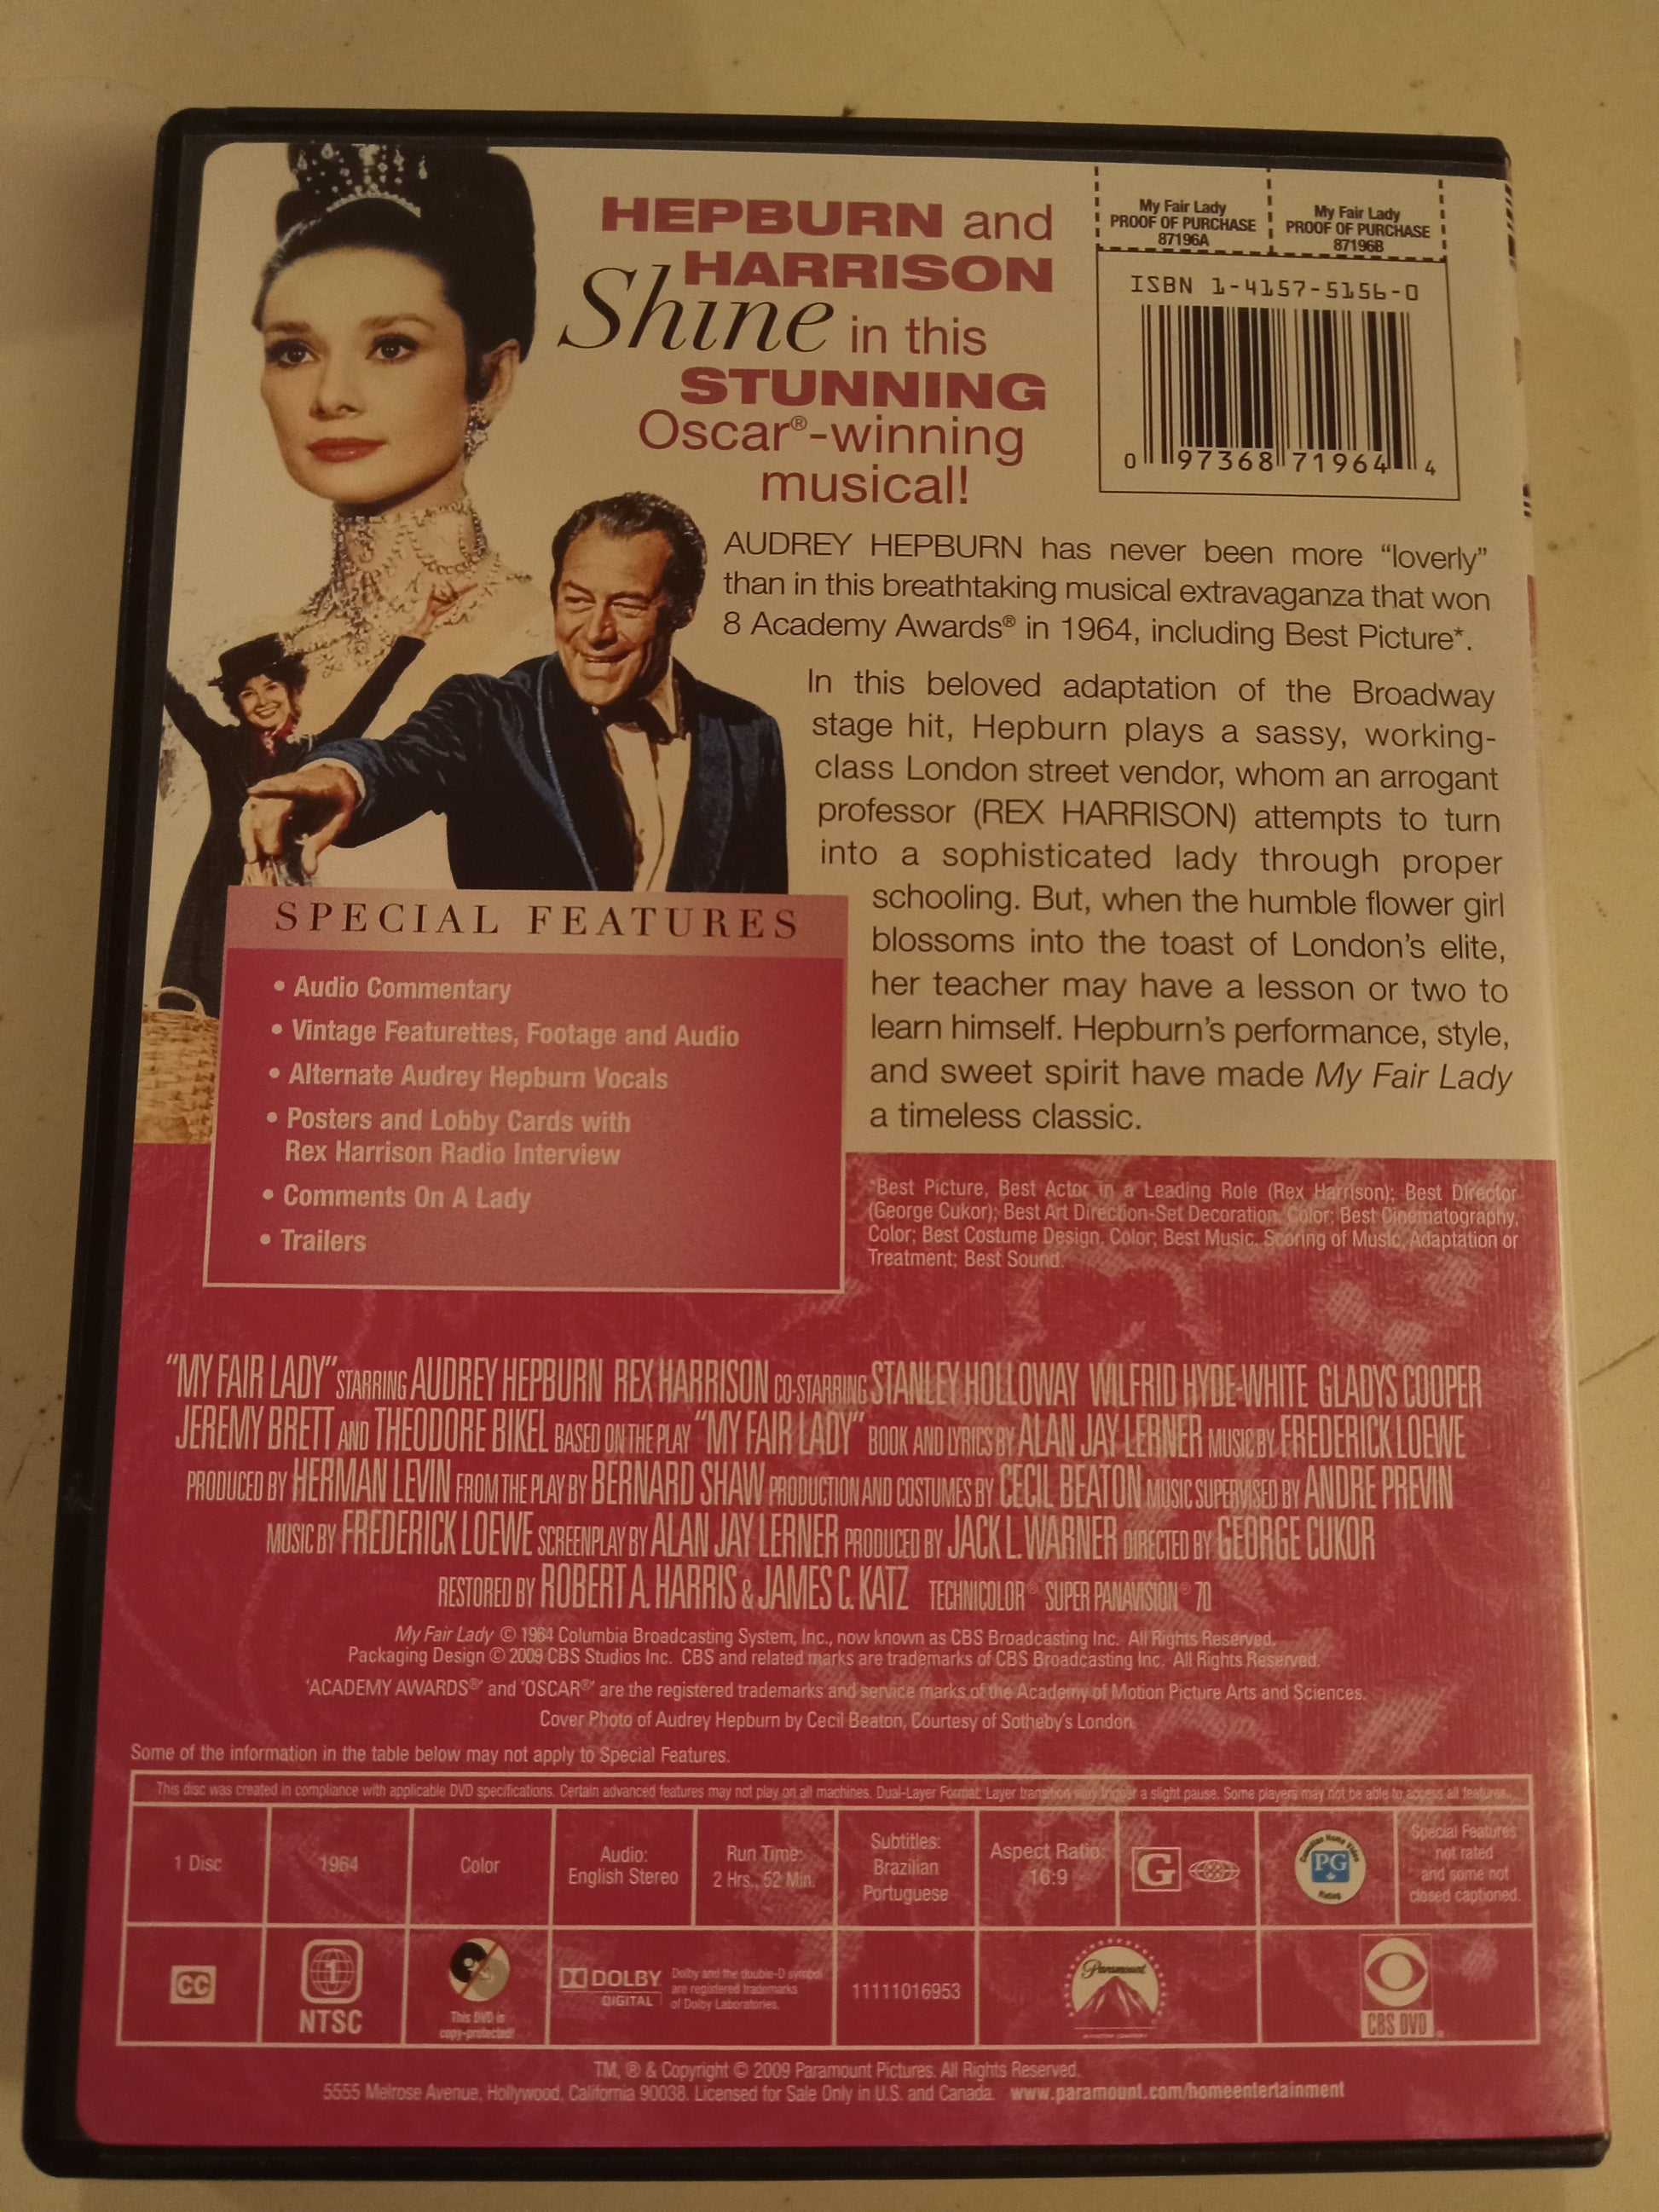 HEPBURN and
HARRISON
Shine in this
STUNNING
Oscar®-winning
musical!
My Fair Lady
PROOF OF PURCHASE
87196A
My Fair Lady
PROOF OF PURCHASE
87196B
ISBN 1-4157-5156-0
0 97368 71964 4
AUDREY HEPBURN has never been more “loverly”
than in this breathtaking musical extravaganza that won
8 Academy Awards® in 1964, including Best Picture*.
In this beloved adaptation of the Broadway
stage hit, Hepburn plays a sassy, working-
class London street vendor, whom an arrogant
professor (REX HARRISON) attempts to turn
into a sophisticated lady through proper
schooling. But, when the humble flower girl
blossoms into the toast of London’s elite,
her teacher may have a lesson or two to
learn himself. Hepburn’s performance, style,
and sweet spirit have made My Fair Lady
a timeless classic.
SPECIAL FEATURES
• Audio Commentary
• Vintage Featurettes, Footage and Audio
• Alternate Audrey Hepburn Vocals
• Posters and Lobby Cards with
Rex Harrison Radio Interview
• Comments On A Lady
• Trailers
*Best Picture, Best Actor in a Leading Role (Rex Harrison); Best Director
(George Cukor); Best Art Direction-Set Decoration, Color; Best Cinematography,
Color; Best Costume Design, Color; Best Music, Scoring of Music, Adaptation or
Treatment; Best Sound.
“MY FAIR LADY” STARRING AUDREY HEPBURN REX HARRISON CO-STARRING STANLEY HOLLOWAY WILFRID HYDE-WHITE GLADYS COOPER
JEREMY BRETT AND THEODORE BIKEL BASED ON THE PLAY “MY FAIR LADY” BOOK AND LYRICS BY ALAN JAY LERNER MUSIC BY FREDERICK LOEWE
PRODUCED BY HERMAN LEVIN FROM THE PLAY BY BERNARD SHAW PRODUCTION AND COSTUMES BY CECIL BEATON MUSIC SUPERVISED BY ANDRE PREVIN
MUSIC BY FREDERICK LOEWE SCREENPLAY BY ALAN JAY LERNER PRODUCED BY JACK L. WARNER DIRECTED BY GEORGE CUKOR
RESTORED BY ROBERT A. HARRIS & JAMES C. KATZ TECHNICOLOR® SUPER PANAVISION® 70
My Fair Lady © 1964 Columbia Broadcasting System, Inc., now known as CBS Broadcasting Inc. All Rights Reserved.
Packaging Design © 2009 CBS Studios Inc. CBS and related marks are trademarks of CBS Broadcasting Inc. All Rights Reserved.
‘ACADEMY AWARDS®’ and ‘OSCAR®’ are the registered trademarks and service marks of the Academy of Motion Picture Arts and Sciences.
Cover Photo of Audrey Hepburn by Cecil Beaton, Courtesy of Sotheby’s London.
Some of the information in the table below may not apply to Special Features.
This disc was created in compliance with applicable DVD specifications. Certain advanced features may not play on all machines. Dual-Layer Format: Layer transition may trigger a slight pause. Some players may not be able to access all features.
1 Disc
1964
Color
Audio:
English Stereo
Run Time:
2 Hrs., 52 Min.
Subtitles:
Brazilian
Portuguese
Aspect Ratio:
16:9
G
Canadian Home Video
PG
Rated
Special Features
not rated
and some not
closed captioned.
CC
1
NTSC
This DVD is
copy-protected!
DOLBY
DIGITAL
Dolby and the double-D symbol
are registered trademarks
of Dolby Laboratories.
11111016953
Paramount
CBS DVD
TM, ® & Copyright © 2009 Paramount Pictures. All Rights Reserved.
5555 Melrose Avenue, Hollywood, California 90038. Licensed for Sale Only in U.S. and Canada. www.paramount.com/homeentertainment